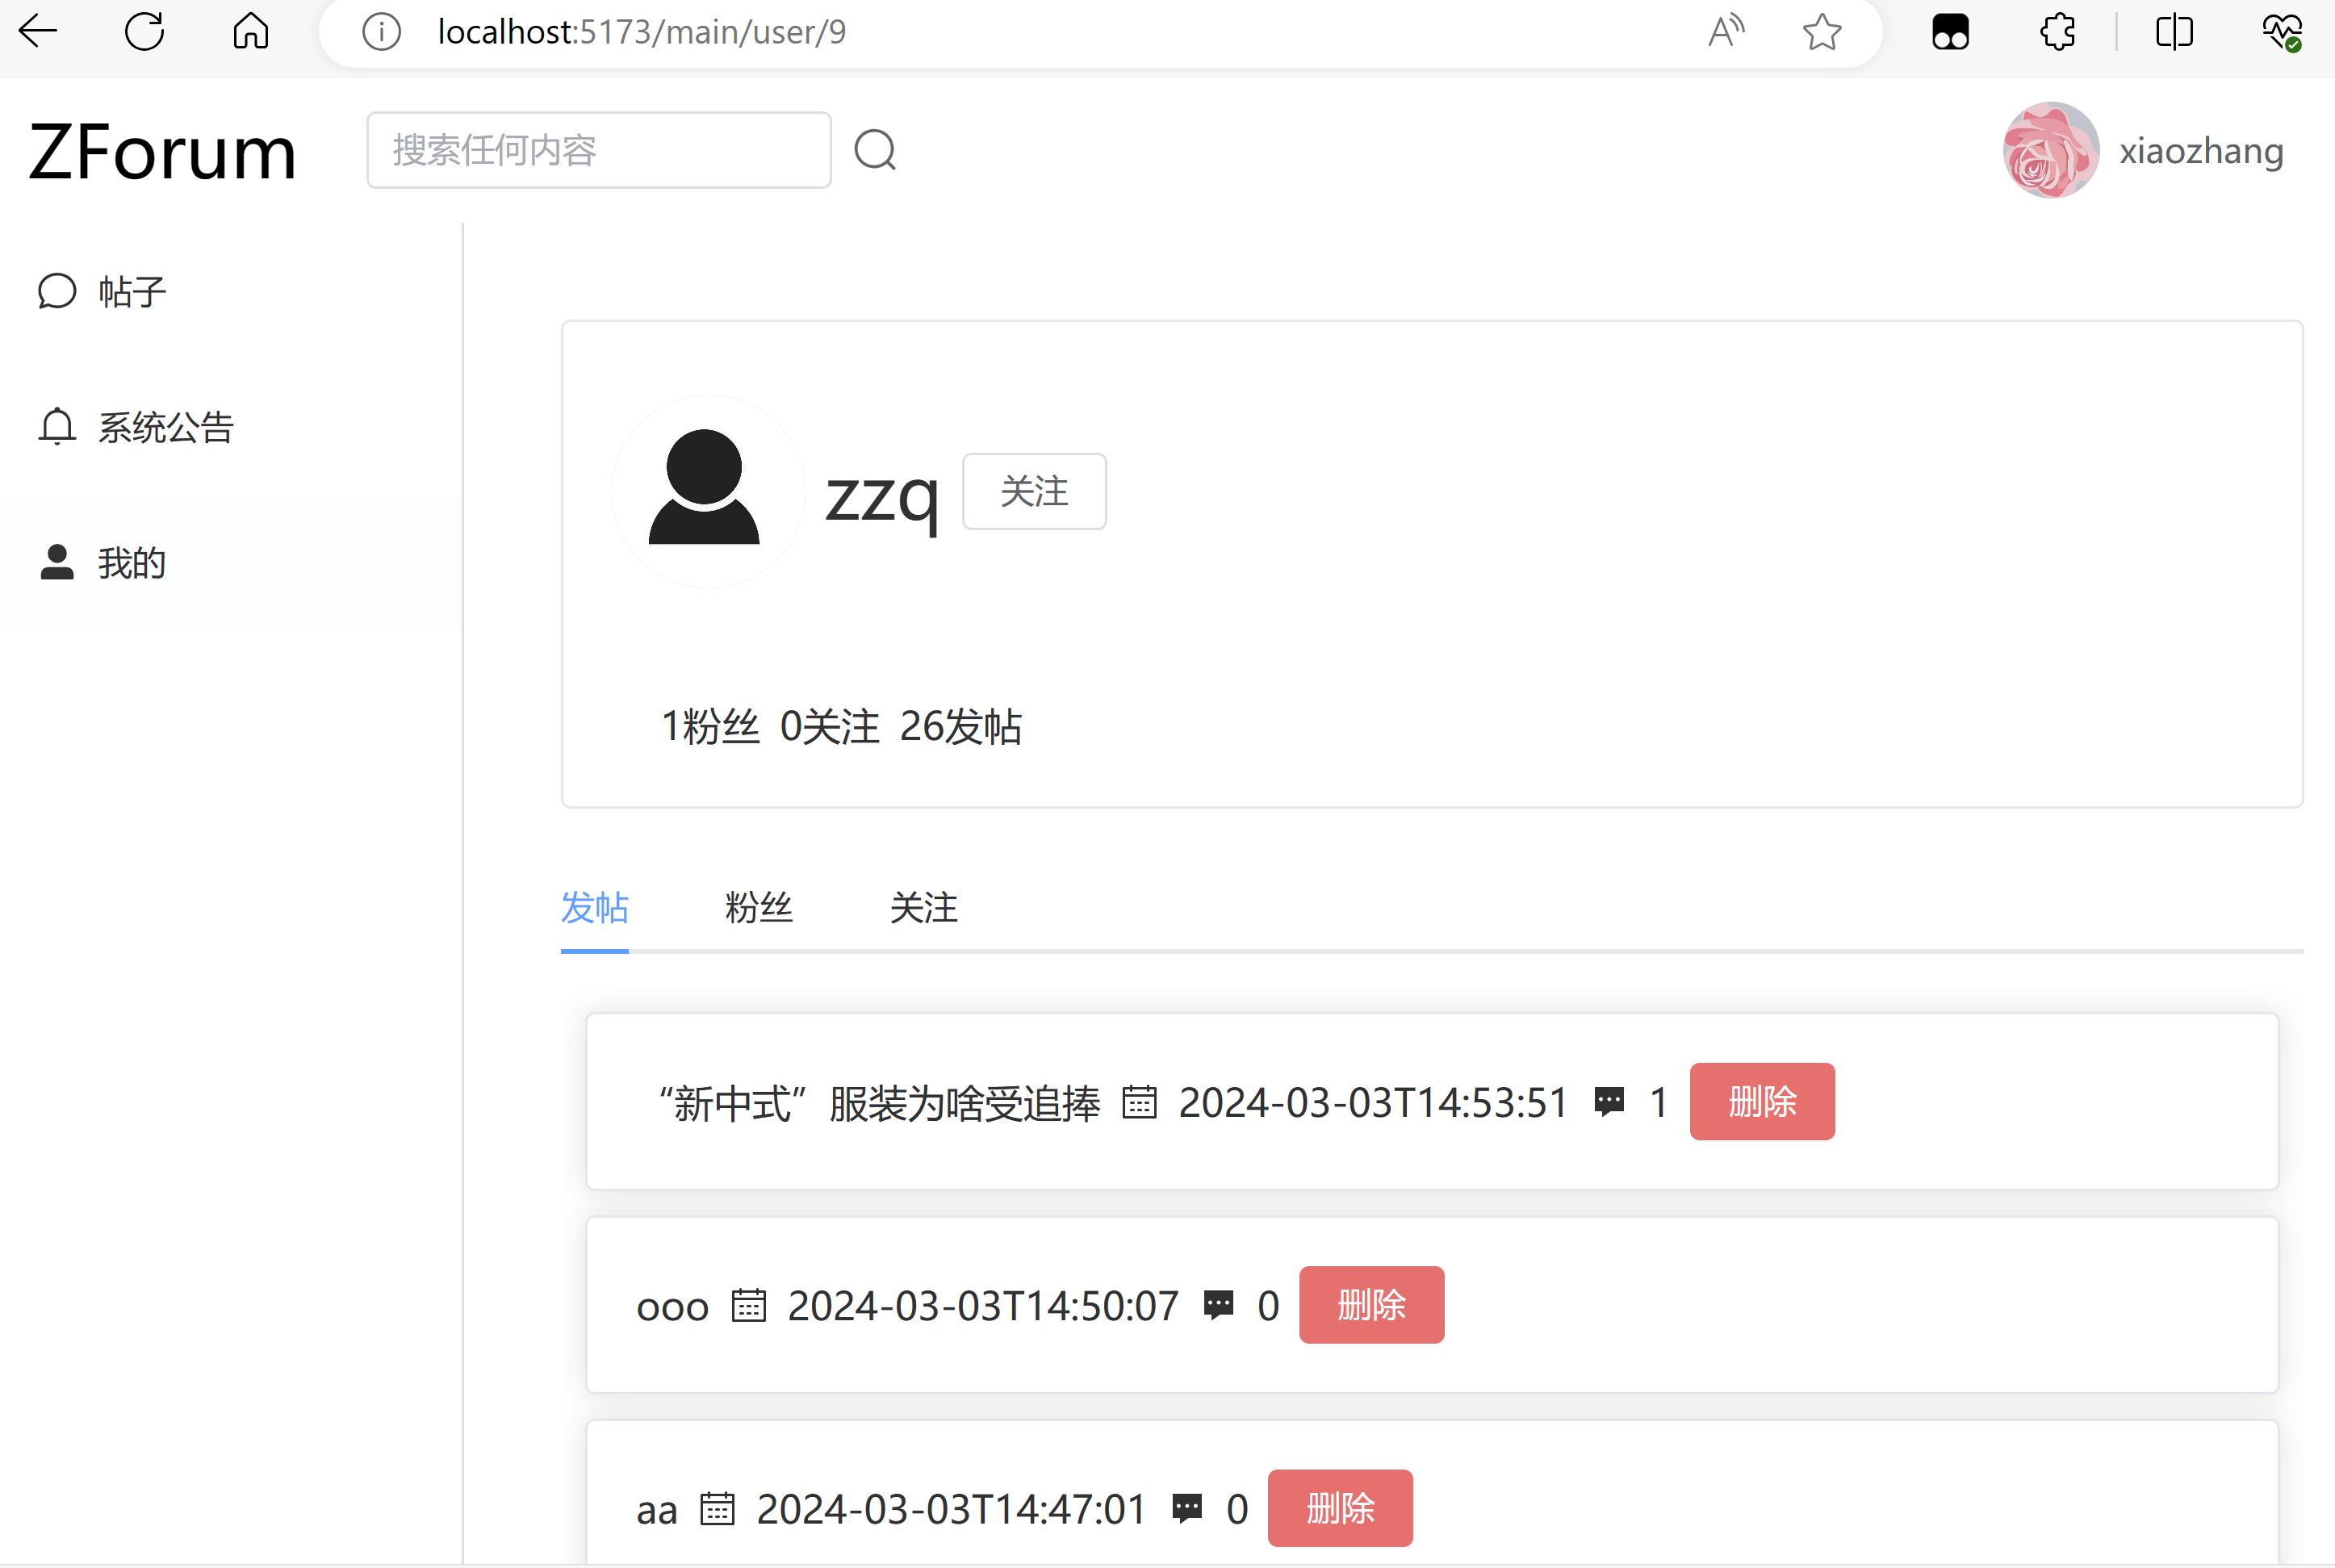 localhost:5173/main/user/9
ZForum
搜索任何内容
xiaozhang
帖子
系统公告
我的
zzq 关注
1粉丝 0关注 26发帖
发帖 粉丝 关注
“新中式”服装为啥受追捧 2024-03-03T14:53:51 1 删除
ooo 2024-03-03T14:50:07 0 删除
aa 2024-03-03T14:47:01 0 删除